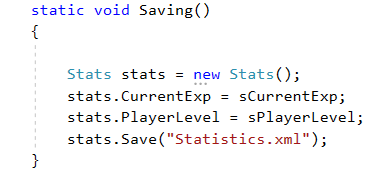 static void Saving()
{
Stats stats = new Stats();
stats.CurrentExp = sCurrentExp;
stats.PlayerLevel = sPlayerLevel;
stats.Save("Statistics.xml");
}